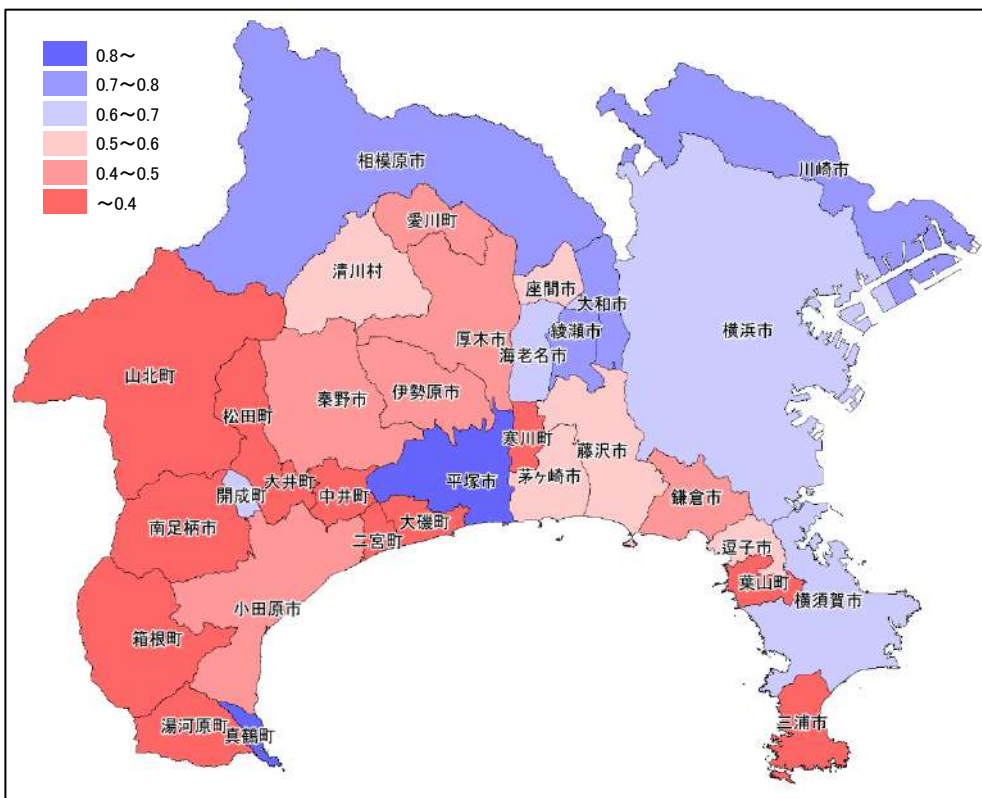 0.8～
0.7～0.8
0.6～0.7
0.5～0.6
0.4～0.5
～0.4
相模原市
川崎市
愛川町
清川村
座間市
大和市
綾瀬市
横浜市
厚木市
海老名市
山北町
伊勢原市
秦野市
松田町
寒川町
藤沢市
茅ヶ崎市
平塚市
大井町
中井町
開成町
鎌倉市
大磯町
南足柄市
二宮町
逗子市
葉山町
横須賀市
小田原市
箱根町
湯河原町
真鶴町
三浦市